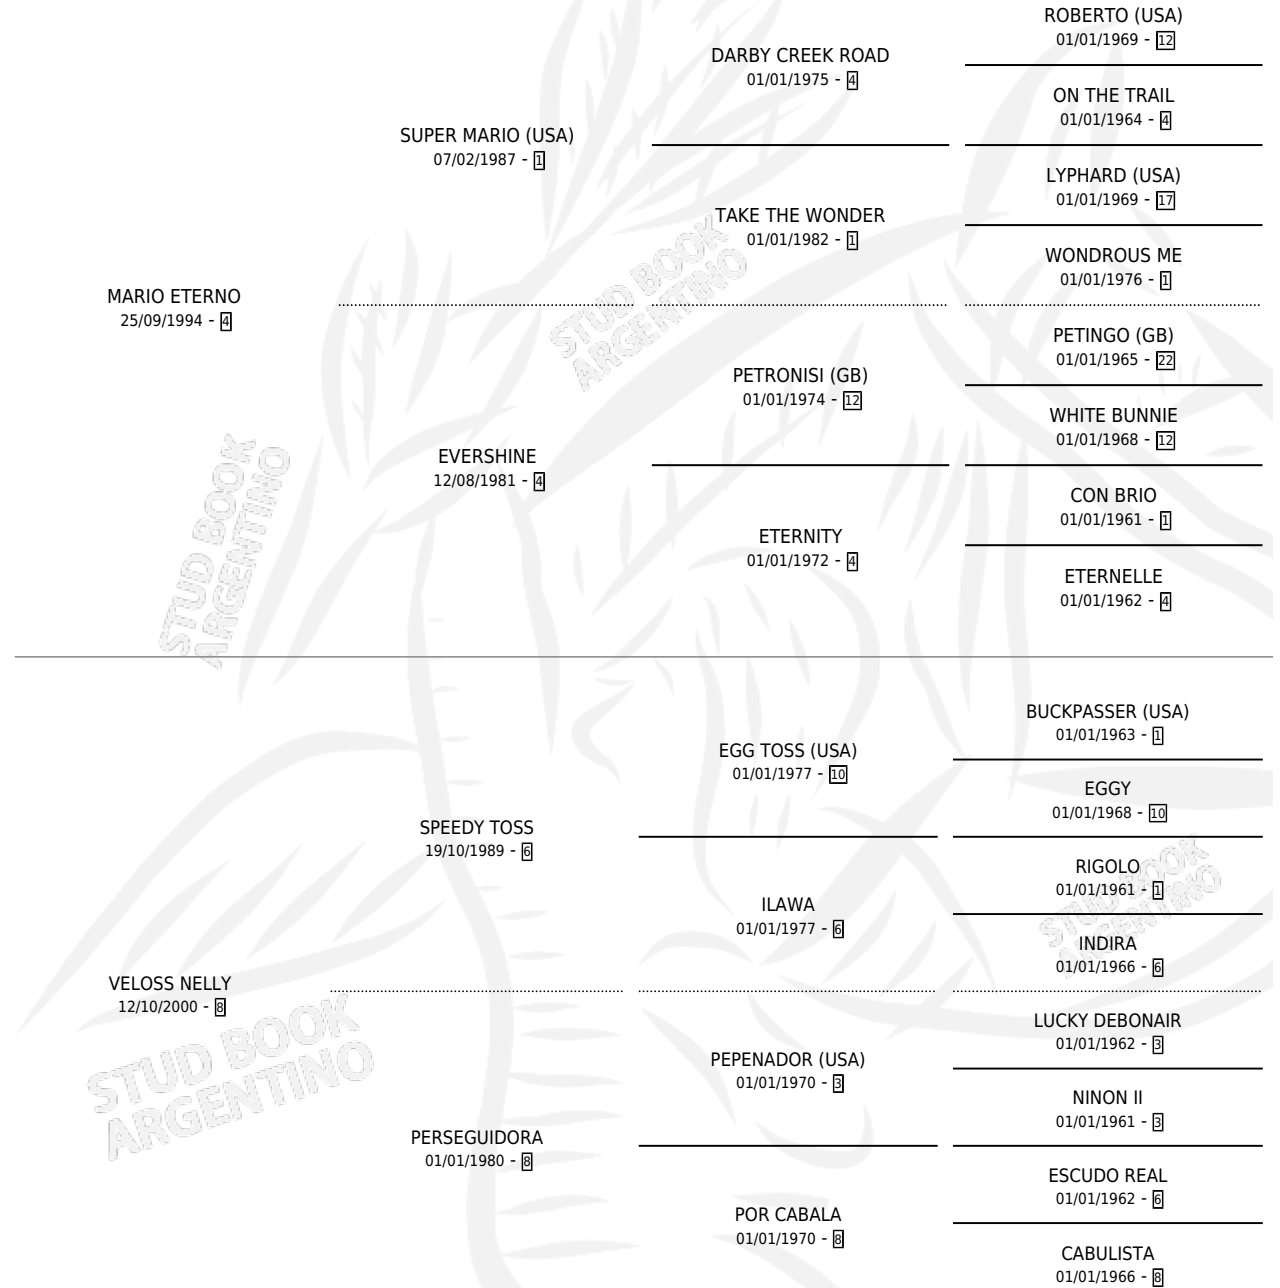 ROBERTO (USA)
01/01/1969 - 12
DARBY CREEK ROAD
01/01/1975 - 4
ON THE TRAIL
01/01/1964 - 4
SUPER MARIO (USA)
07/02/1987 - 1
LYPHARD (USA)
01/01/1969 - 17
TAKE THE WONDER
01/01/1982 - 1
WONDROUS ME
01/01/1976 - 1
MARIO ETERNO
25/09/1994 - 4
STUD BOOK
ARGENTINO
PETINGO (GB)
01/01/1965 - 22
PETRONISI (GB)
01/01/1974 - 12
WHITE BUNNIE
01/01/1968 - 12
EVERSHINE
12/08/1981 - 4
CON BRIO
01/01/1961 - 1
ETERNITY
01/01/1972 - 4
ETERNELLE
01/01/1962 - 4
STUD BOOK
ARGENTINO
BUCKPASSER (USA)
01/01/1963 - 1
EGG TOSS (USA)
01/01/1977 - 10
EGGY
01/01/1968 - 10
SPEEDY TOSS
19/10/1989 - 6
RIGOLO
01/01/1961 - 1
ILAWA
01/01/1977 - 6
INDIRA
01/01/1966 - 6
STUD BOOK
ARGENTINO
VELOSS NELLY
12/10/2000 - 8
LUCKY DEBONAIR
01/01/1962 - 3
PEPENADOR (USA)
01/01/1970 - 3
NINON II
01/01/1961 - 3
STUD BOOK
ARGENTINO
PERSEGUIDORA
01/01/1980 - 8
ESCUDO REAL
01/01/1962 - 6
POR CABALA
01/01/1970 - 8
CABULISTA
01/01/1966 - 8